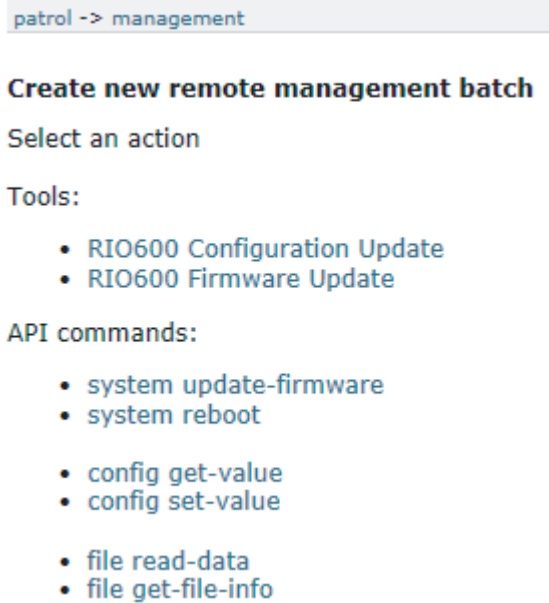 patrol -> management
Create new remote management batch
Select an action
Tools:
• RIO600 Configuration Update
• RIO600 Firmware Update
API commands:
• system update-firmware
• system reboot
• config get-value
• config set-value
• file read-data
• file get-file-info